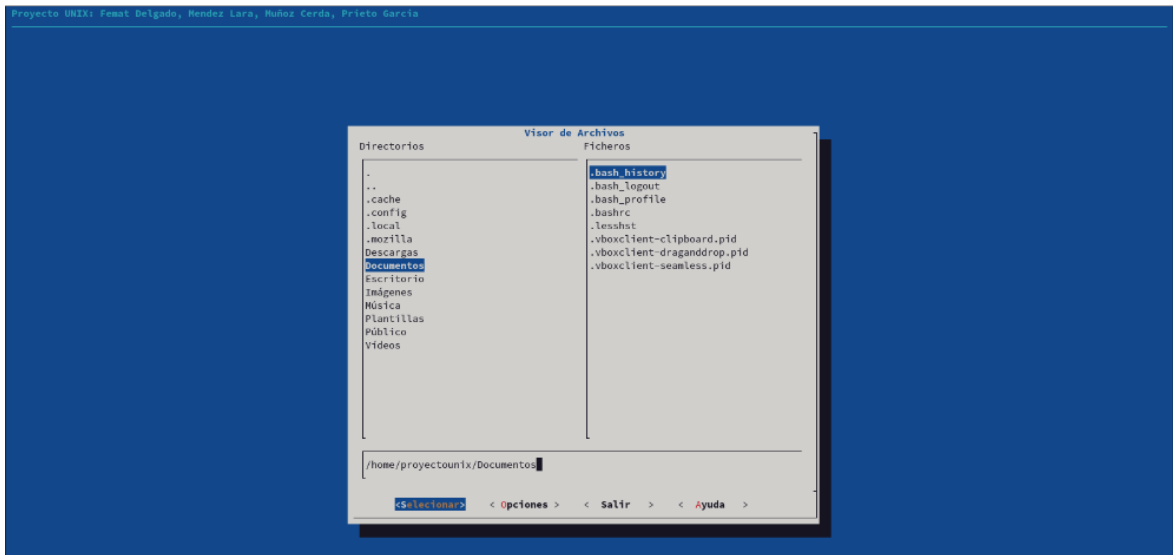 Proyecto UNIX: Femat Delgado, Mendez Lara, Muñoz Cerda, Prieto García
Visor de Archivos
Directorios
Ficheros
.
..
.cache
.config
.local
.mozilla
Descargas
Documentos
Escritorio
Imágenes
Música
Plantillas
Público
Vídeos
.bash_history
.bash_logout
.bash_profile
.bashrc
.lesshst
.vboxclient-clipboard.pid
.vboxclient-draganddrop.pid
.vboxclient-seamless.pid
/home/proyectounix/Documentos
<Selecionar> < Opciones > < Salir > < Ayuda >